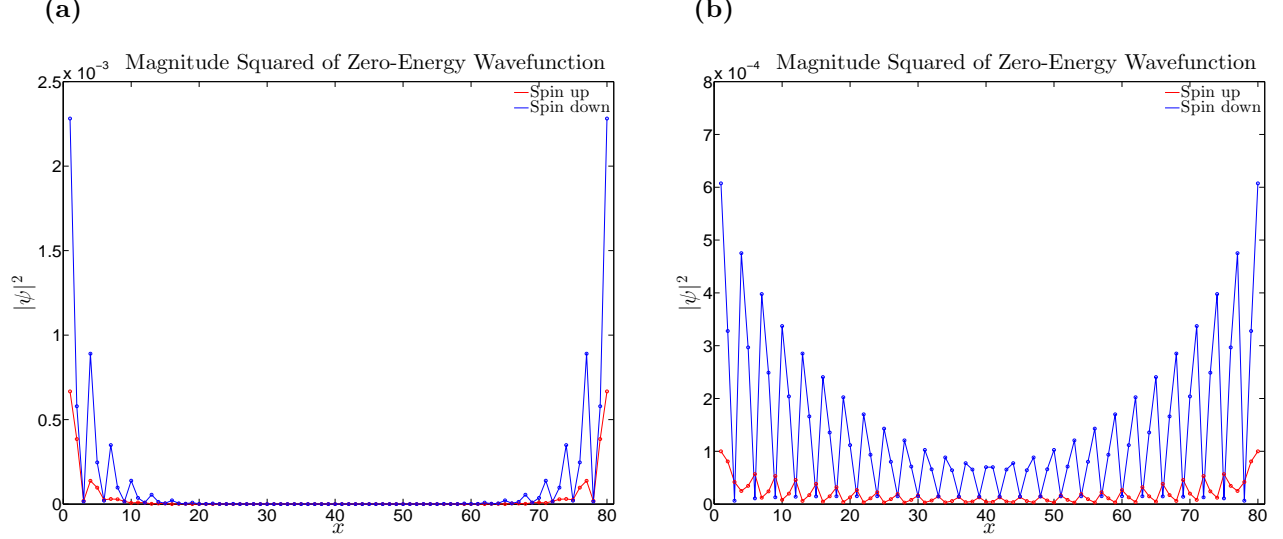 (a)
Magnitude Squared of Zero-Energy Wavefunction
x 10⁻³
2.5
2
1.5
1
0.5
0
|ψ|²
Spin up
Spin down
0 10 20 30 40 50 60 70 80
x
(b)
Magnitude Squared of Zero-Energy Wavefunction
x 10⁻⁴
8
7
6
5
4
3
2
1
0
|ψ|²
Spin up
Spin down
0 10 20 30 40 50 60 70 80
x